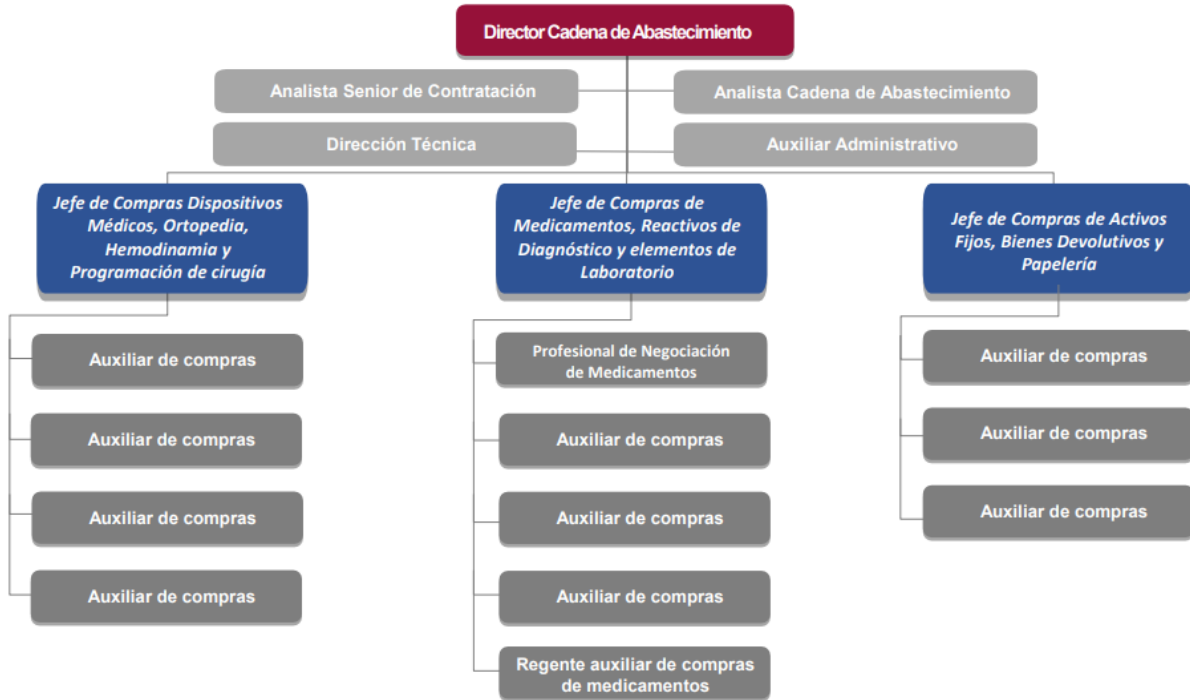 Director Cadena de Abastecimiento
Analista Senior de Contratación
Analista Cadena de Abastecimiento
Dirección Técnica
Auxiliar Administrativo
Jefe de Compras Dispositivos
Médicos, Ortopedia,
Hemodinamia y
Programación de cirugía
Jefe de Compras de
Medicamentos, Reactivos de
Diagnóstico y elementos de
Laboratorio
Jefe de Compras de Activos
Fijos, Bienes Devolutivos y
Papelería
Auxiliar de compras
Auxiliar de compras
Auxiliar de compras
Auxiliar de compras
Profesional de Negociación
de Medicamentos
Auxiliar de compras
Auxiliar de compras
Auxiliar de compras
Regente auxiliar de compras
de medicamentos
Auxiliar de compras
Auxiliar de compras
Auxiliar de compras